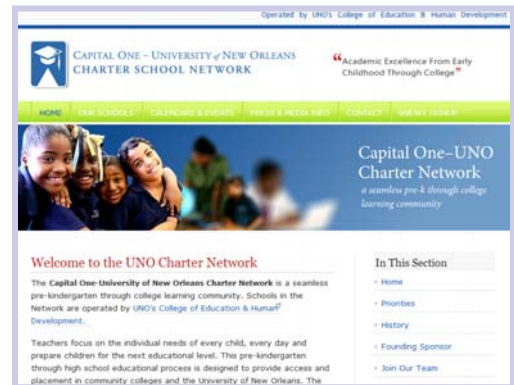 Operated by UNO's College of Education & Human Development
CAPITAL ONE – UNIVERSITY of NEW ORLEANS
CHARTER SCHOOL NETWORK
“Academic Excellence From Early
Childhood Through College”
HOME OUR SCHOOLS CALENDARS & EVENTS PRESS & MEDIA INFO CONTACT SIGNUP
Capital One–UNO
Charter Network
a seamless pre-k through college
learning community
Welcome to the UNO Charter Network
The Capital One-University of New Orleans Charter Network is a seamless
pre-kindergarten through college learning community. Schools in the
Network are operated by UNO's College of Education & Human
Development.
Teachers focus on the individual needs of every child, every day and
prepare children for the next educational level. This pre-kindergarten
through high school educational process is designed to provide access and
placement in community colleges and the University of New Orleans. The
In This Section
Home
Priorities
History
Founding Sponsor
Join Our Team